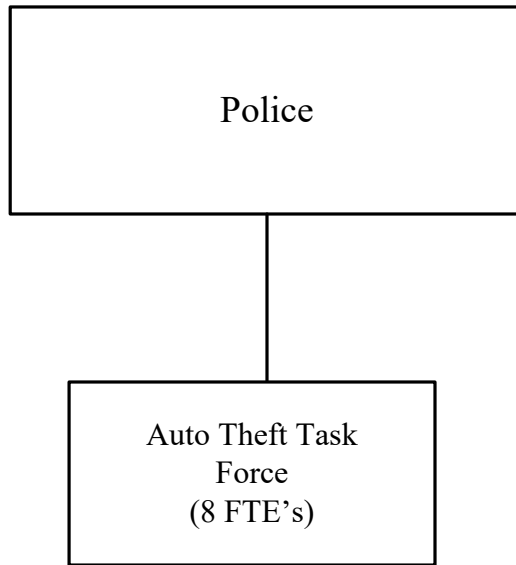 Police
Auto Theft Task
Force
(8 FTE’s)